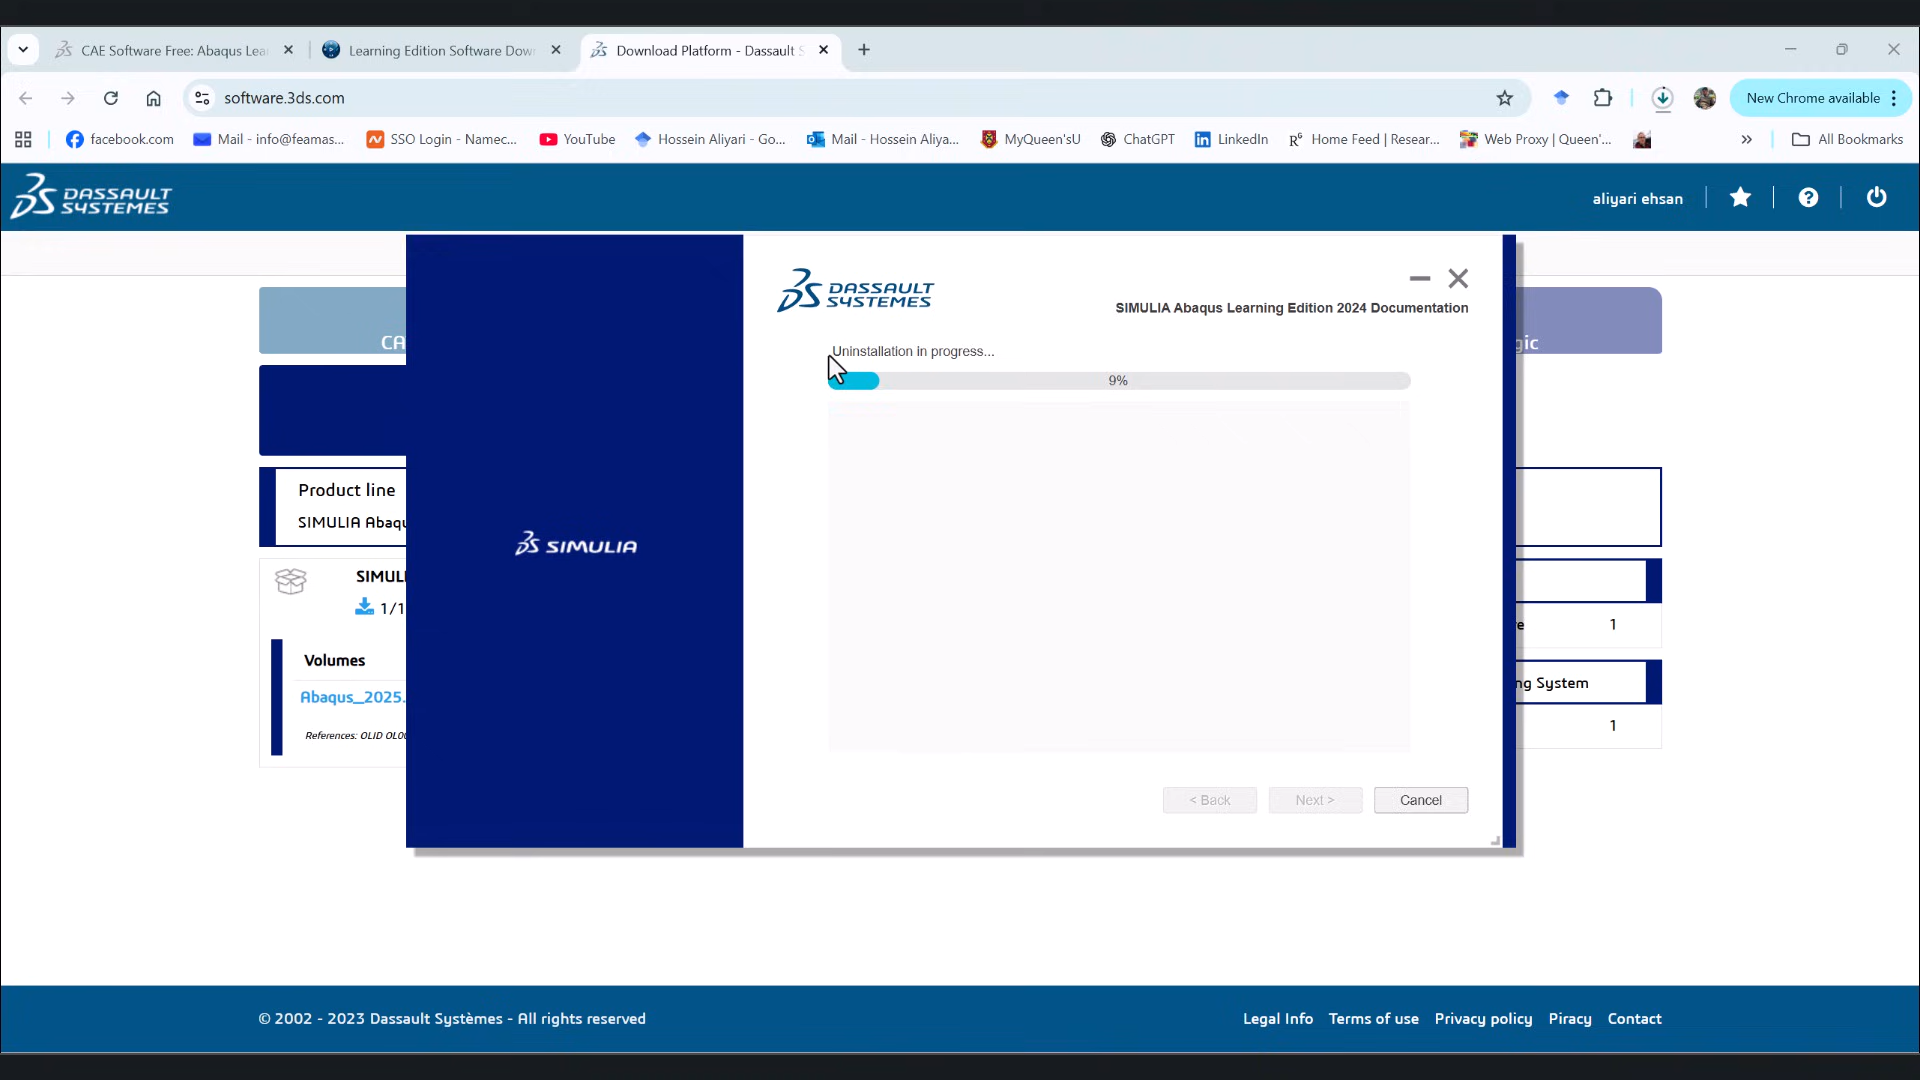 CAE Software Free: Abaqus Lea
Learning Edition Software Dow
Download Platform - Dassault S
software.3ds.com
New Chrome available
facebook.com
Mail - info@feamas...
SSO Login - Namec...
YouTube
Hossein Aliyari - Go...
Mail - Hossein Aliya...
MyQueen'sU
ChatGPT
LinkedIn
Home Feed | Resear...
Web Proxy | Queen'...
All Bookmarks
DASSAULT
SYSTEMES
aliyari ehsan
DASSAULT
SYSTEMES
SIMULIA Abaqus Learning Edition 2024 Documentation
CA
gic
Uninstallation in progress...
9%
Product line
SIMULIA Abaqu
SIMULIA
SIMULI
1/1
e 1
Volumes
ng System
Abaqus_2025.
1
References: OLID OL00
< Back
Next >
Cancel
© 2002 - 2023 Dassault Systèmes - All rights reserved
Legal Info
Terms of use
Privacy policy
Piracy
Contact